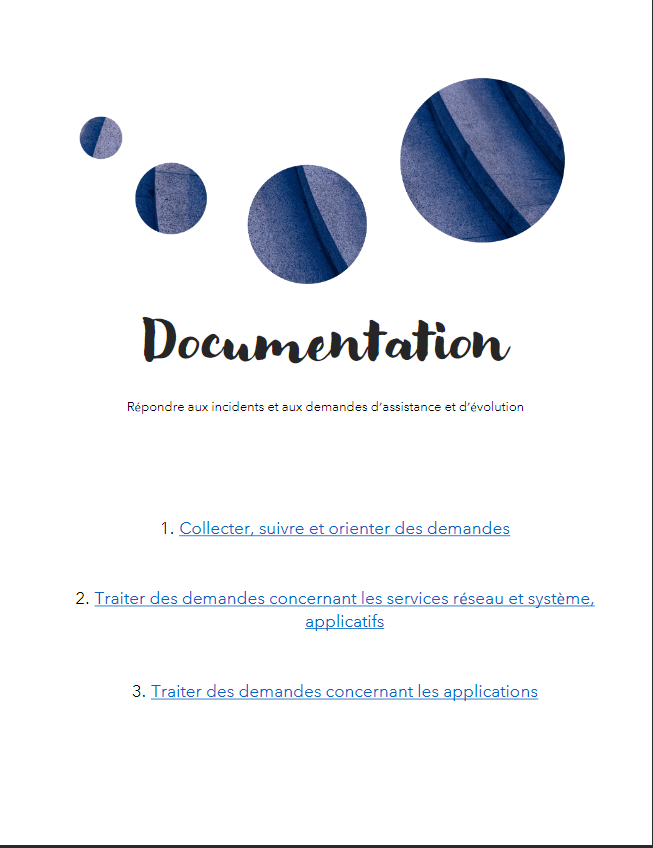 Documentation
Répondre aux incidents et aux demandes d’assistance et d’évolution
1. Collecter, suivre et orienter des demandes
2. Traiter des demandes concernant les services réseau et système,
applicatifs
3. Traiter des demandes concernant les applications